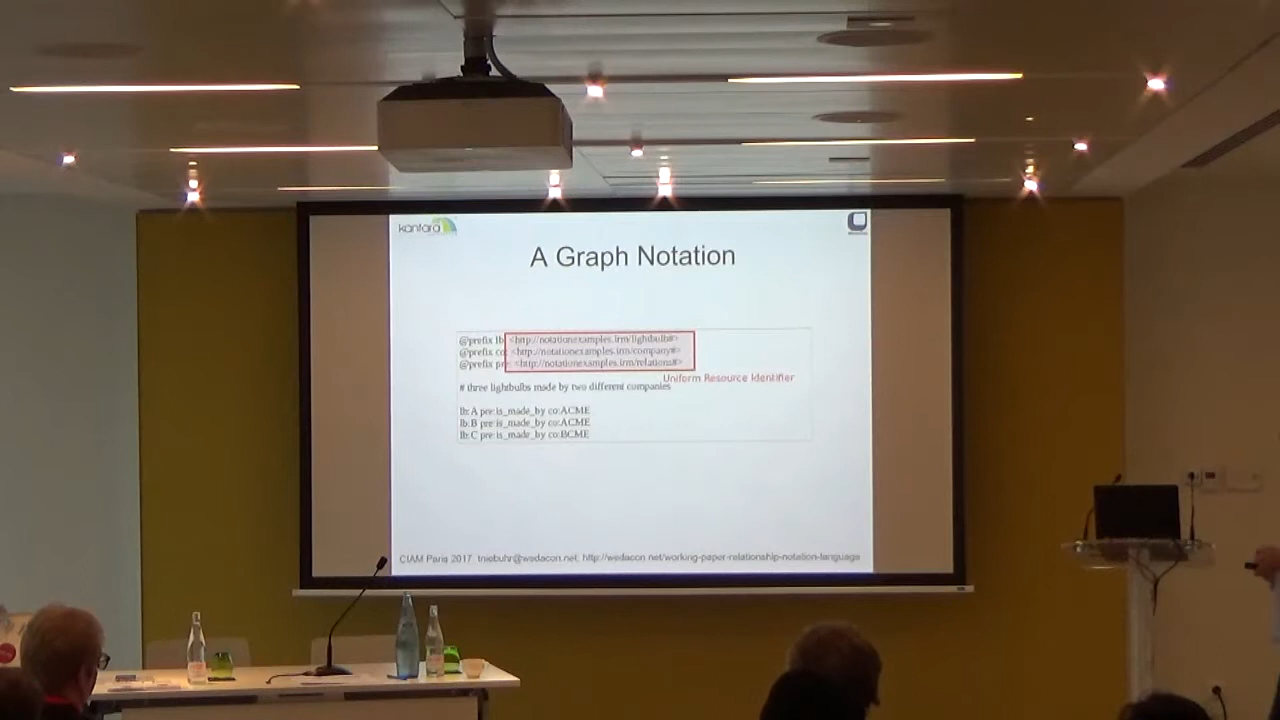 kantara
A Graph Notation
@prefix lb: <http://notationexamples.irm/lightbulb#>
@prefix co: <http://notationexamples.irm/company#>
@prefix pre: <http://notationexamples.irm/relations#>
Uniform Resource Identifier
# three lightbulbs made by two different companies
lb:A pre:is_made_by co:ACME
lb:B pre:is_made_by co:ACME
lb:C pre:is_made_by co:BCME
CIAM Paris 2017 tniebuhr@wedacon.net; http://wedacon net/working-paper-relationship-notation-language